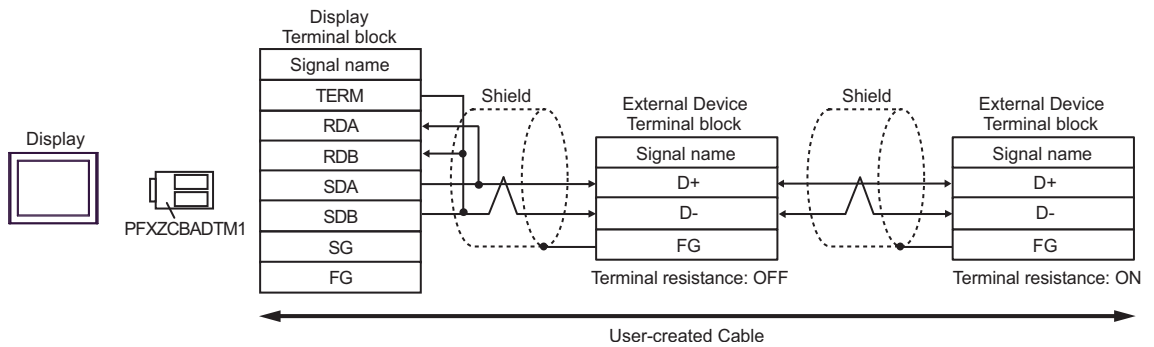 Display
PFXZCBADTM1
Display
Terminal block
Signal name
TERM
RDA
RDB
SDA
SDB
SG
FG
Shield
External Device
Terminal block
Signal name
D+
D-
FG
Terminal resistance: OFF
Shield
External Device
Terminal block
Signal name
D+
D-
FG
Terminal resistance: ON
User-created Cable